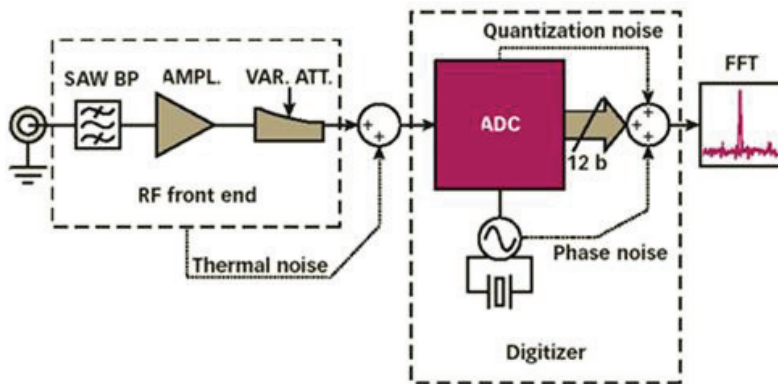 Quantization noise
FFT
SAW BP AMPL. VAR. ATT.
ADC
12 b
RF front end
Thermal noise
Phase noise
Digitizer